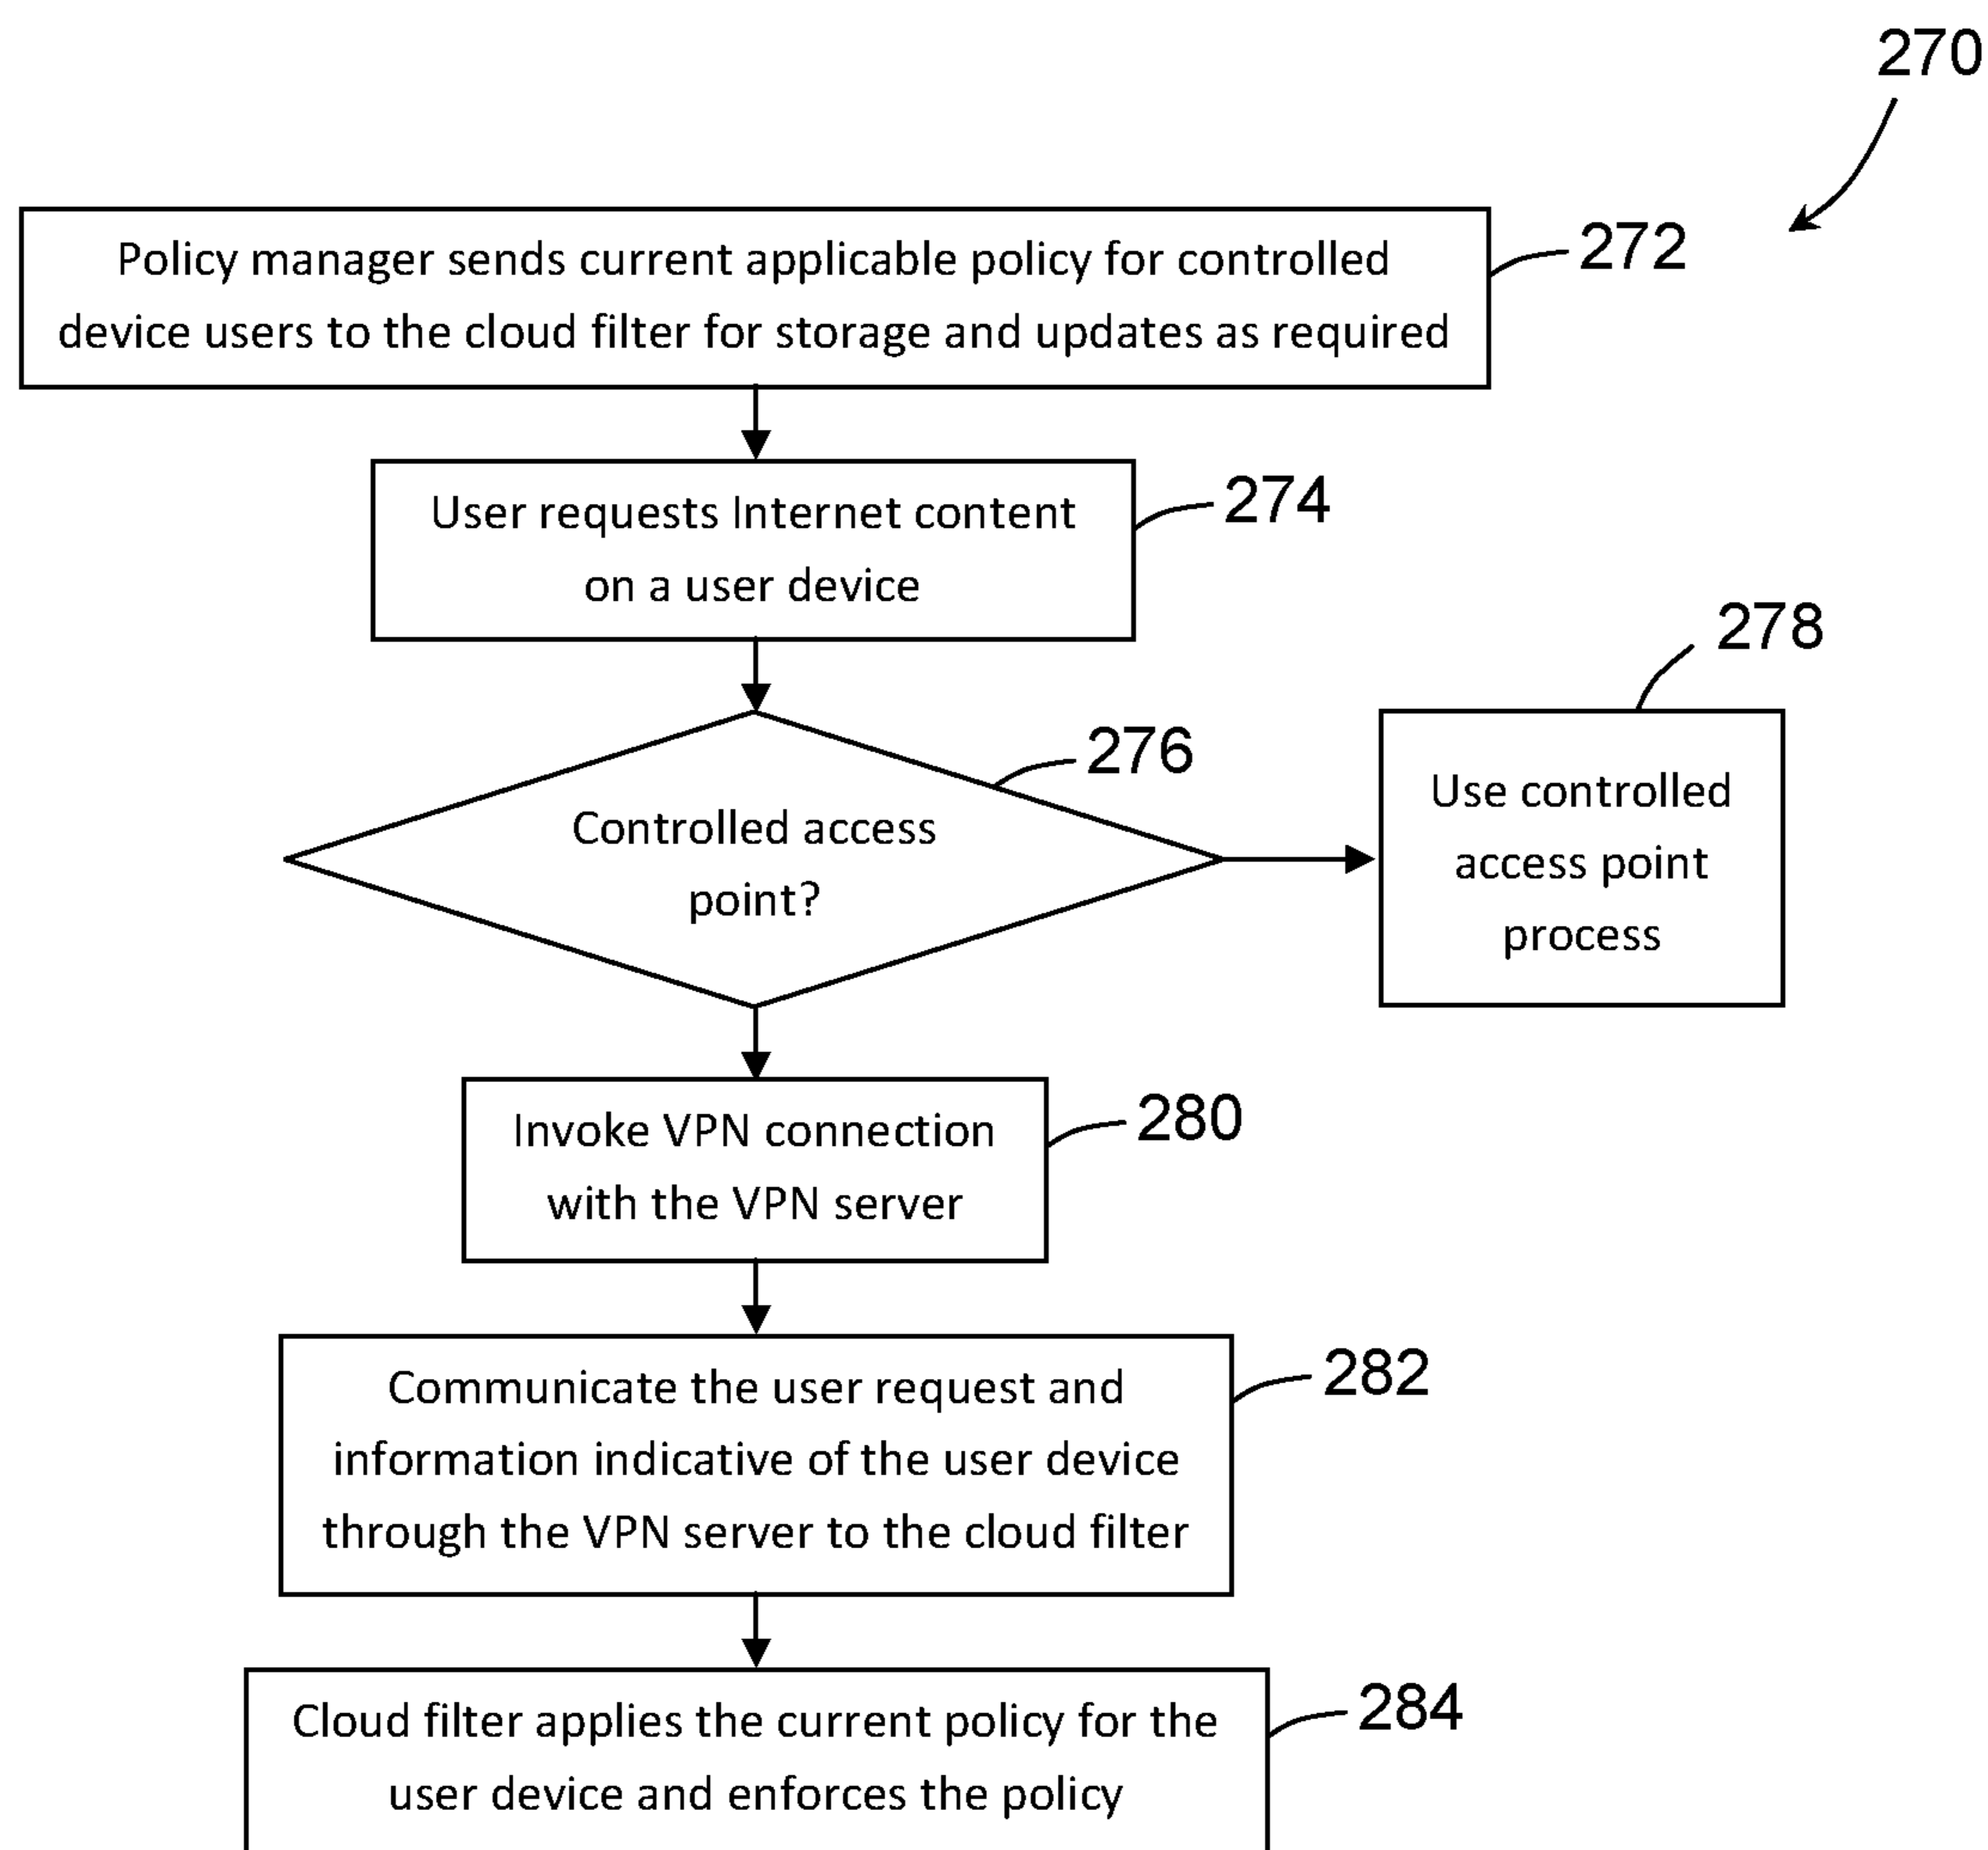 270
Policy manager sends current applicable policy for controlled
device users to the cloud filter for storage and updates as required
272
User requests Internet content
on a user device
274
Controlled access
point?
276
Use controlled
access point
process
278
Invoke VPN connection
with the VPN server
280
Communicate the user request and
information indicative of the user device
through the VPN server to the cloud filter
282
Cloud filter applies the current policy for the
user device and enforces the policy
284